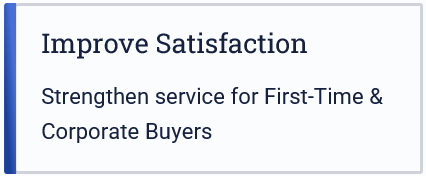 Improve Satisfaction
Strengthen service for First-Time &
Corporate Buyers